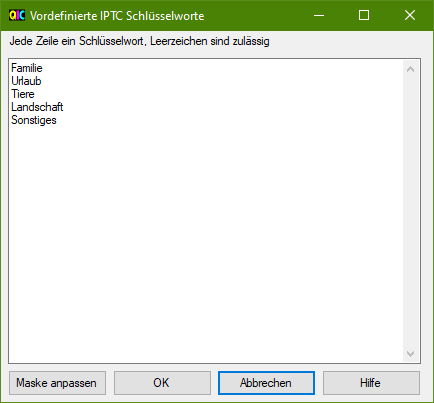 QIC Vordefinierte IPTC Schlüsselworte
Jede Zeile ein Schlüsselwort, Leerzeichen sind zulässig
Familie
Urlaub
Tiere
Landschaft
Sonstiges
Maske anpassen OK Abbrechen Hilfe